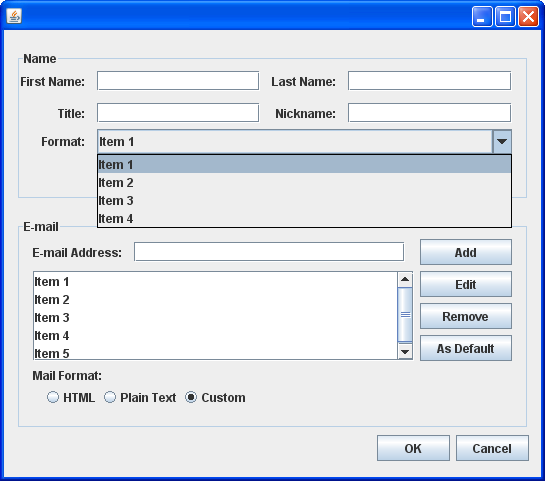 Name
First Name: Last Name:
Title: Nickname:
Format: Item 1
Item 1
Item 2
Item 3
Item 4
E-mail
E-mail Address: Add
Item 1 Edit
Item 2
Item 3 Remove
Item 4
Item 5 As Default
Mail Format:
HTML Plain Text Custom
OK Cancel